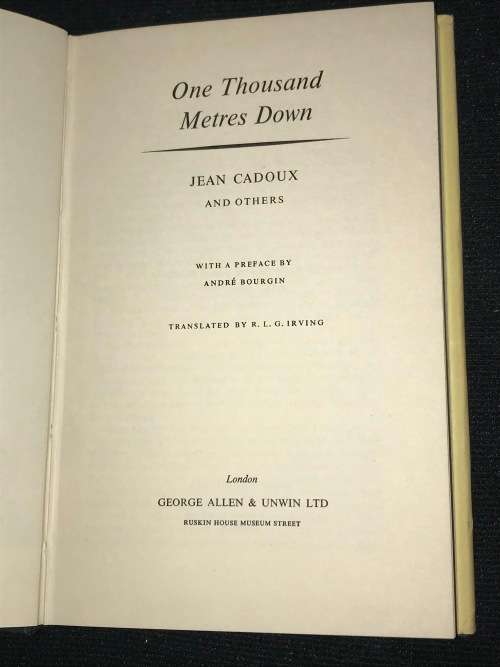 One Thousand
Metres Down
JEAN CADOUX
AND OTHERS
WITH A PREFACE BY
ANDRÉ BOURGIN
TRANSLATED BY R. L. G. IRVING
London
GEORGE ALLEN & UNWIN LTD
RUSKIN HOUSE MUSEUM STREET